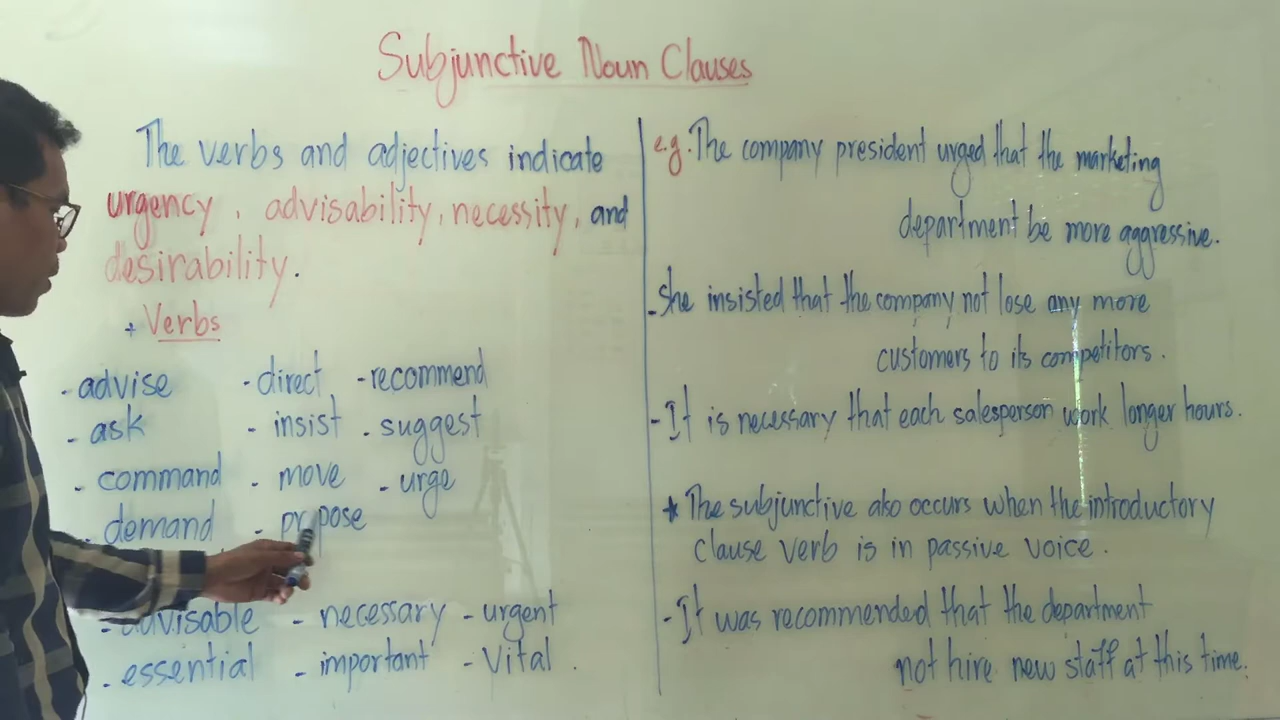 Subjunctive Noun Clauses
The verbs and adjectives indicate
urgency, advisability, necessity, and
desirability.
+ Verbs
- advise - direct - recommend
- ask - insist - suggest
- command - move - urge
- demand - propose
- advisable - necessary - urgent
- essential - important - vital.
e.g. The company president urged that the marketing
department be more aggressive.
- She insisted that the company not lose any more
customers to its competitors.
- It is necessary that each salesperson work longer hours.
* The subjunctive also occurs when the introductory
clause verb is in passive voice.
- It was recommended that the department
not hire new staff at this time.